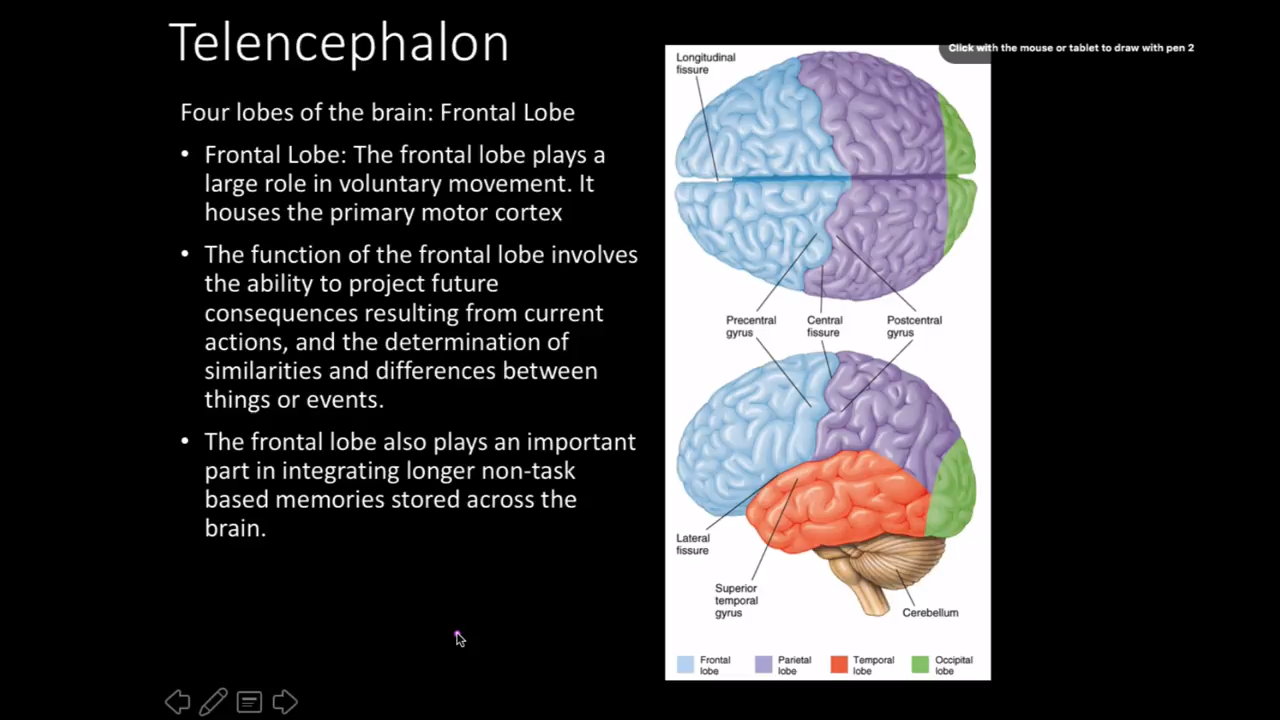 Telencephalon
Four lobes of the brain: Frontal Lobe
• Frontal Lobe: The frontal lobe plays a
large role in voluntary movement. It
houses the primary motor cortex
• The function of the frontal lobe involves
the ability to project future
consequences resulting from current
actions, and the determination of
similarities and differences between
things or events.
• The frontal lobe also plays an important
part in integrating longer non-task
based memories stored across the
brain.
Click with the mouse or tablet to draw with pen 2
Longitudinal
fissure
Precentral
gyrus
Central
fissure
Postcentral
gyrus
Lateral
fissure
Superior
temporal
gyrus
Cerebellum
Frontal
lobe
Parietal
lobe
Temporal
lobe
Occipital
lobe